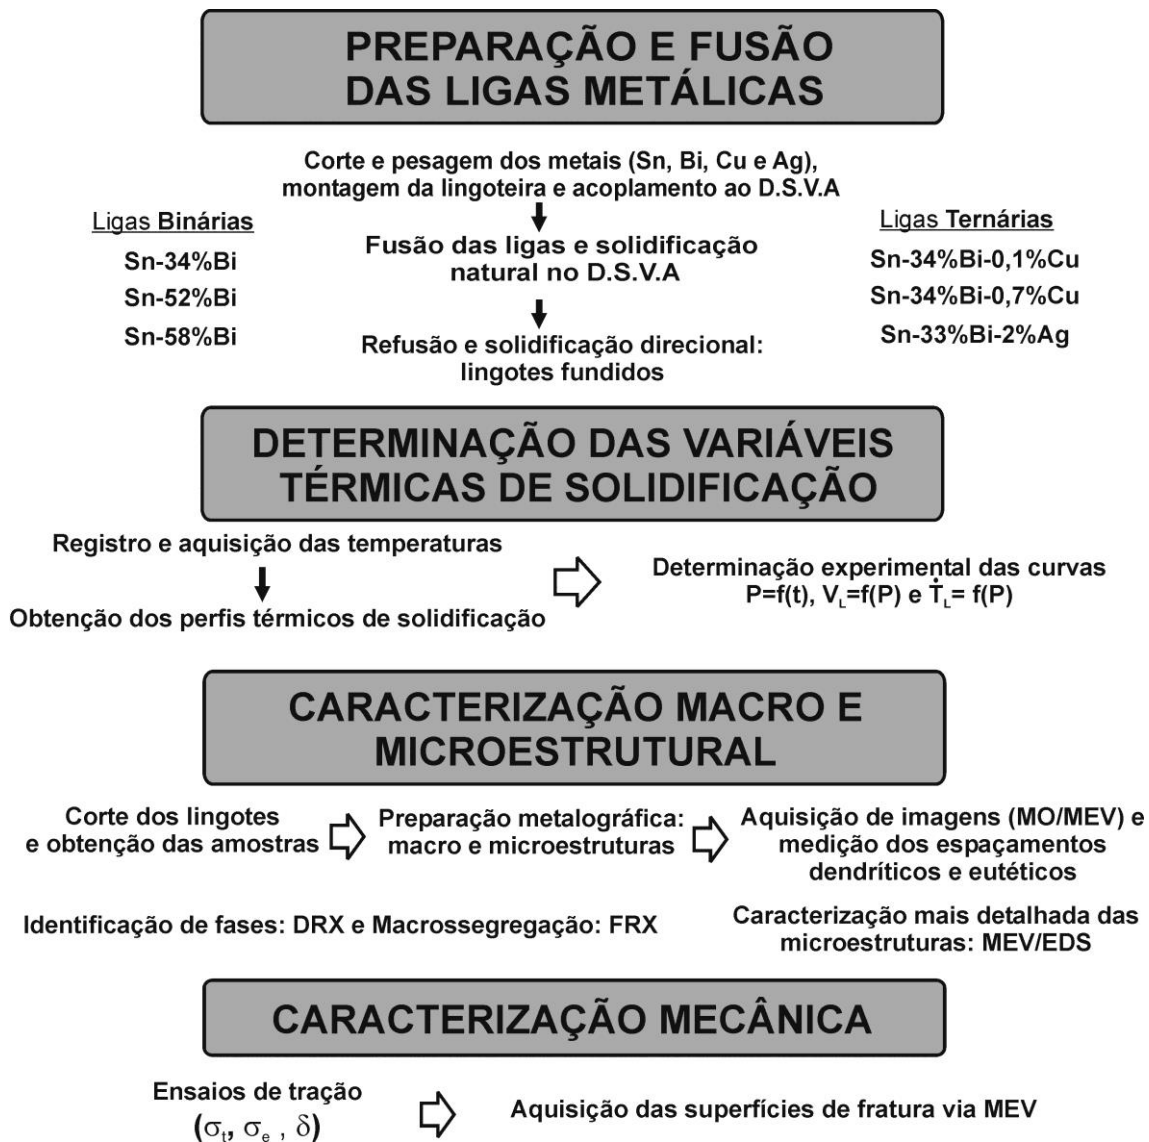 PREPARAÇÃO E FUSÃO
DAS LIGAS METÁLICAS
Corte e pesagem dos metais (Sn, Bi, Cu e Ag),
montagem da lingoteira e acoplamento ao D.S.V.A
Ligas Binárias
Sn-34%Bi
Sn-52%Bi
Sn-58%Bi
Fusão das ligas e solidificação
natural no D.S.V.A
Refusão e solidificação direcional:
lingotes fundidos
Ligas Ternárias
Sn-34%Bi-0,1%Cu
Sn-34%Bi-0,7%Cu
Sn-33%Bi-2%Ag
DETERMINAÇÃO DAS VARIÁVEIS
TÉRMICAS DE SOLIDIFICAÇÃO
Registro e aquisição das temperaturas
Obtenção dos perfis térmicos de solidificação
Determinação experimental das curvas
P=f(t), V_L=f(P) e Ṫ_L= f(P)
CARACTERIZAÇÃO MACRO E
MICROESTRUTURAL
Corte dos lingotes
e obtenção das amostras
Preparação metalográfica:
macro e microestruturas
Aquisição de imagens (MO/MEV) e
medição dos espaçamentos
dendríticos e eutéticos
Identificação de fases: DRX e Macrossegregação: FRX
Caracterização mais detalhada das
microestruturas: MEV/EDS
CARACTERIZAÇÃO MECÂNICA
Ensaios de tração
(σ_t, σ_e , δ)
Aquisição das superfícies de fratura via MEV